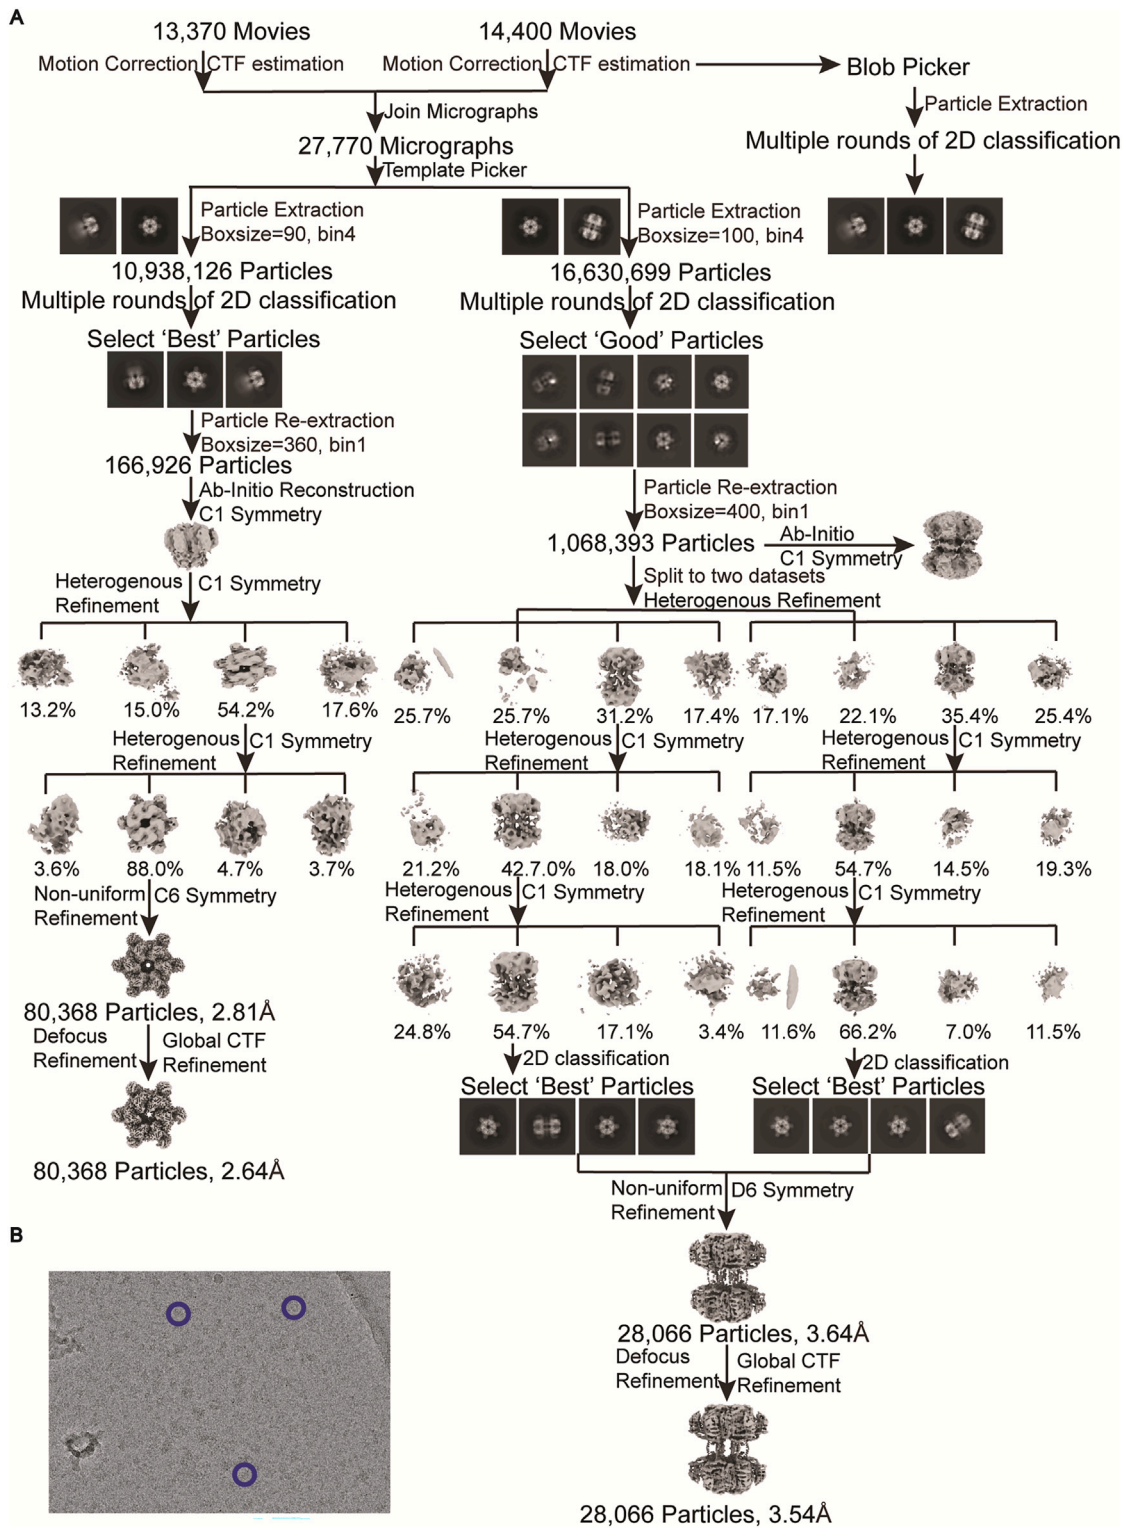 A
13,370 Movies
14,400 Movies
Motion Correction CTF estimation
Motion Correction CTF estimation
Blob Picker
Join Micrographs
Particle Extraction
27,770 Micrographs
Multiple rounds of 2D classification
Template Picker
Particle Extraction
Boxsize=90, bin4
Particle Extraction
Boxsize=100, bin4
10,938,126 Particles
16,630,699 Particles
Multiple rounds of 2D classification
Multiple rounds of 2D classification
Select ‘Best’ Particles
Select ‘Good’ Particles
Particle Re-extraction
Boxsize=360, bin1
166,926 Particles
Ab-Initio Reconstruction
C1 Symmetry
Particle Re-extraction
Boxsize=400, bin1
1,068,393 Particles
Ab-Initio
C1 Symmetry
Split to two datasets
Heterogenous Refinement
Heterogenous
Refinement
C1 Symmetry
13.2%
15.0%
54.2%
17.6%
25.7%
25.7%
31.2%
17.4%
17.1%
22.1%
35.4%
25.4%
Heterogenous
Refinement
C1 Symmetry
Heterogenous
Refinement
C1 Symmetry
Heterogenous
Refinement
C1 Symmetry
3.6%
88.0%
4.7%
3.7%
21.2%
42.7.0%
18.0%
18.1%
11.5%
54.7%
14.5%
19.3%
Non-uniform
Refinement
C6 Symmetry
Heterogenous
Refinement
C1 Symmetry
Heterogenous
Refinement
C1 Symmetry
80,368 Particles, 2.81Å
24.8%
54.7%
17.1%
3.4%
11.6%
66.2%
7.0%
11.5%
Defocus
Refinement
Global CTF
Refinement
2D classification
2D classification
Select ‘Best’ Particles
Select ‘Best’ Particles
80,368 Particles, 2.64Å
Non-uniform
Refinement
D6 Symmetry
28,066 Particles, 3.64Å
Defocus
Refinement
Global CTF
Refinement
28,066 Particles, 3.54Å
B